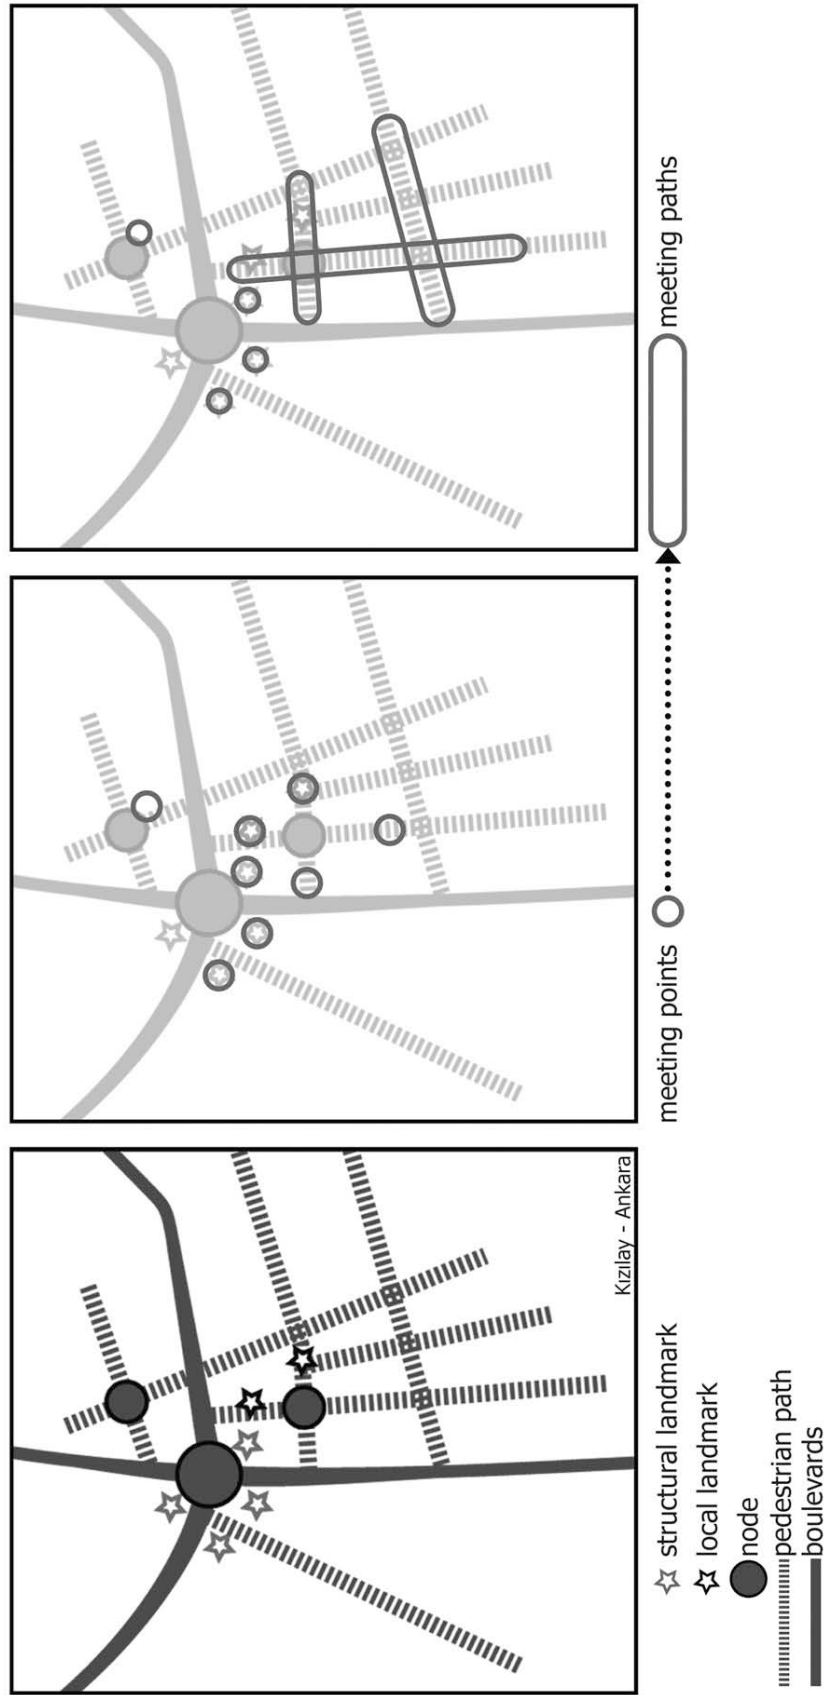 Kızılay - Ankara
structural landmark
local landmark
node
pedestrian path
boulevards
meeting points
meeting paths